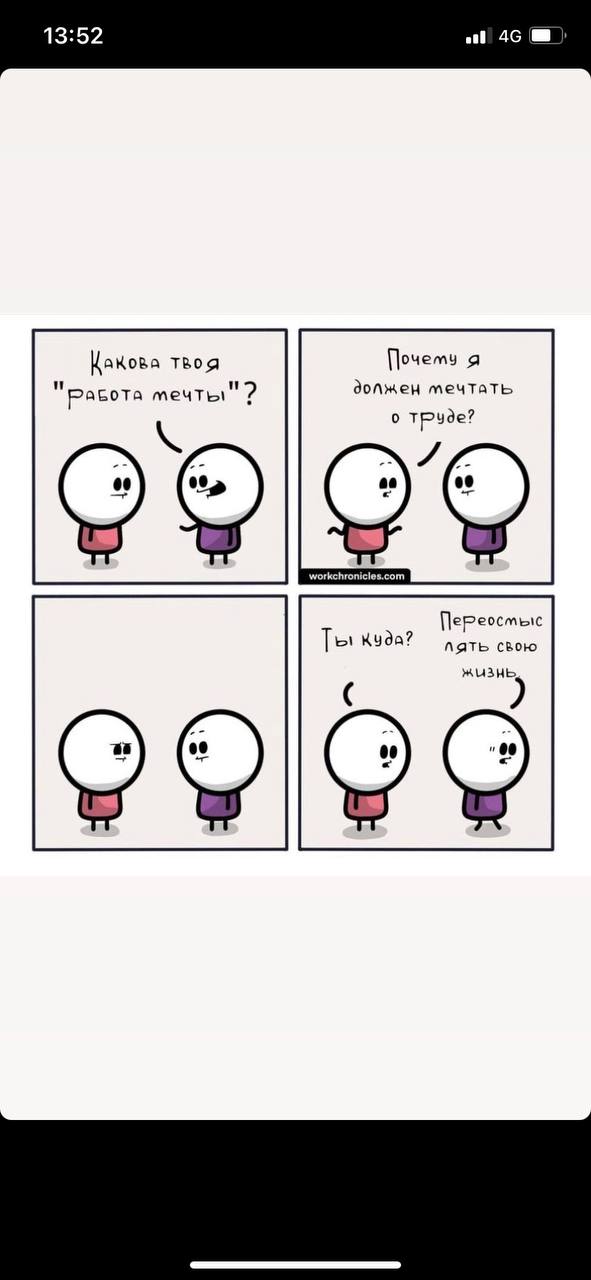 13:52
4G
Какова твоя
"работа мечты"?
Почему я
должен мечтать
о труде?
workchronicles.com
Ты куда?
Переосмыс
лять свою
жизнь.